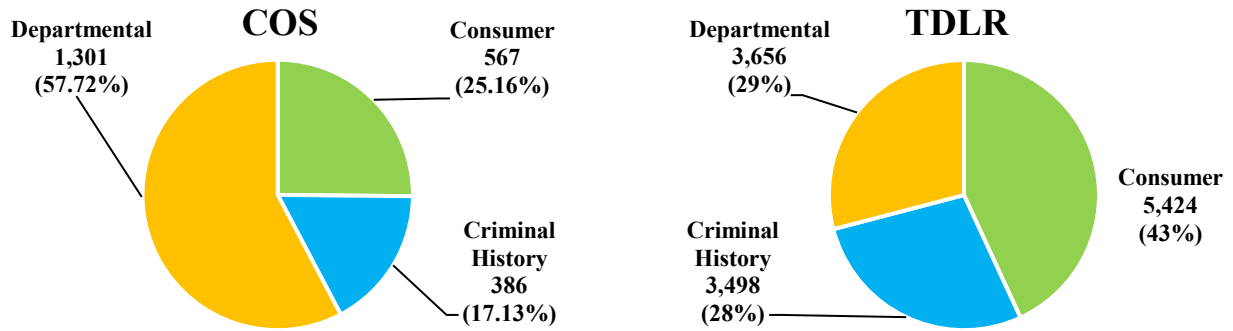 COS
Departmental
1,301
(57.72%)
Consumer
567
(25.16%)
Criminal
History
386
(17.13%)
TDLR
Departmental
3,656
(29%)
Consumer
5,424
(43%)
Criminal
History
3,498
(28%)